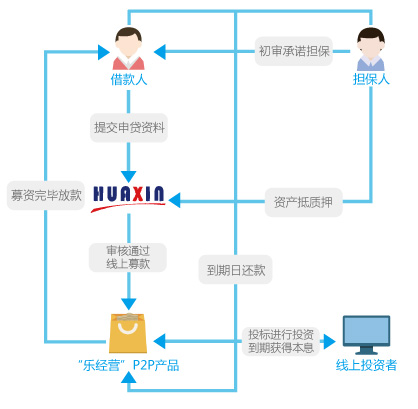 初审承诺担保
借款人
担保人
提交申贷资料
募资完毕放款
HUAXIN
资产抵质押
审核通过
线上募款
到期日还款
投标进行投资
到期获得本息
“乐经营”P2P产品
线上投资者